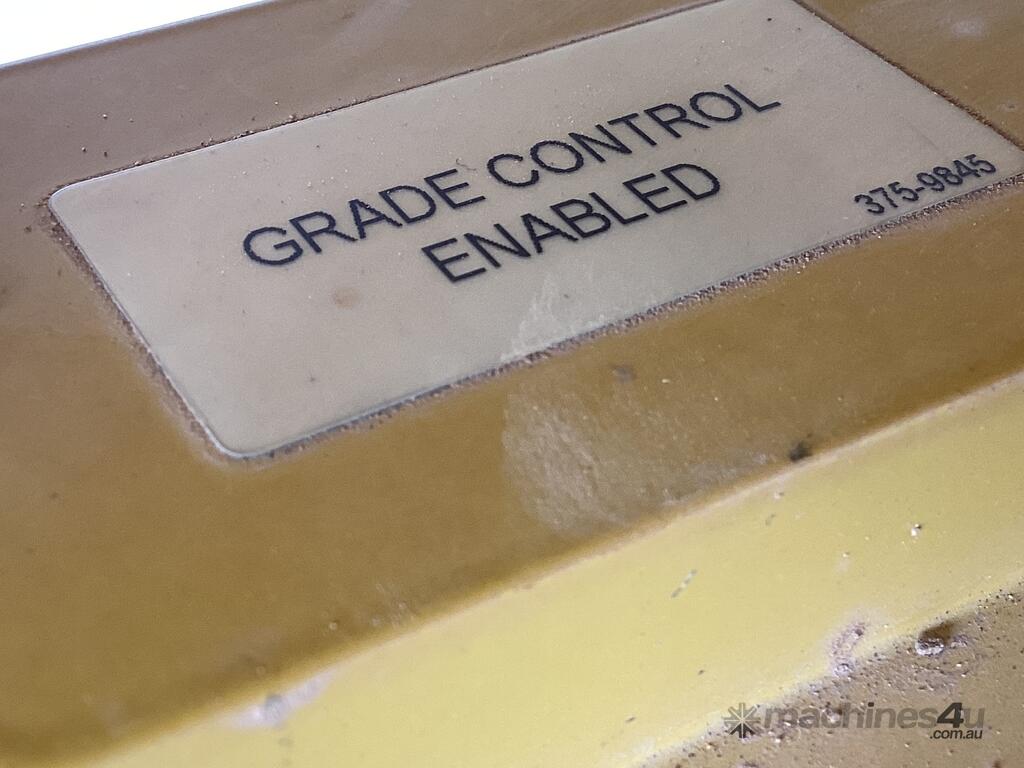 GRADE CONTROL
ENABLED
375-9845
machines4u
.com.au